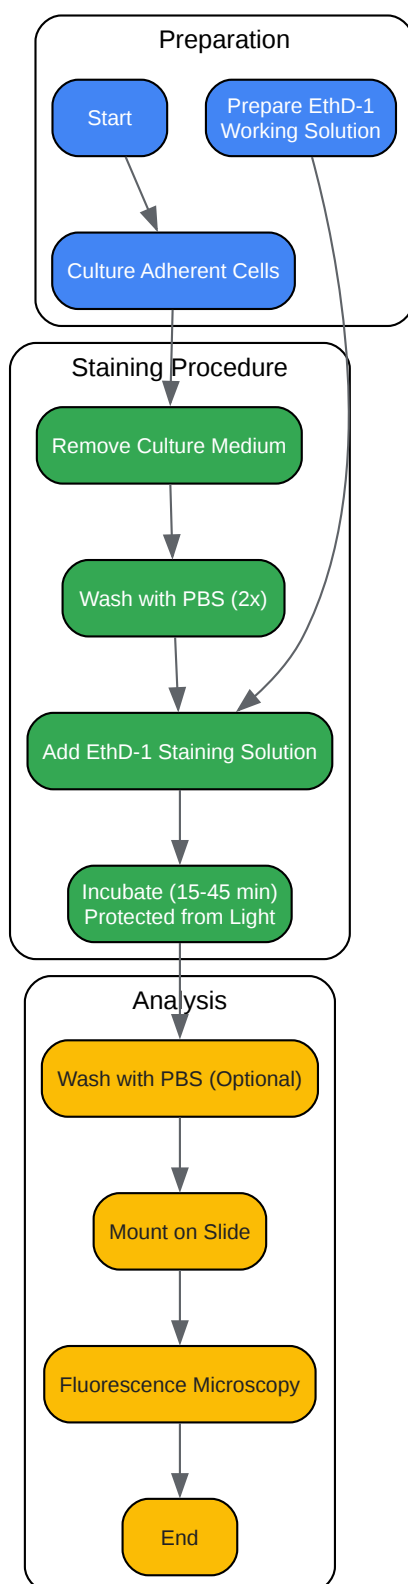 Preparation
Start
Prepare EthD-1
Working Solution
Culture Adherent Cells
Staining Procedure
Remove Culture Medium
Wash with PBS (2x)
Add EthD-1 Staining Solution
Incubate (15-45 min)
Protected from Light
Analysis
Wash with PBS (Optional)
Mount on Slide
Fluorescence Microscopy
End